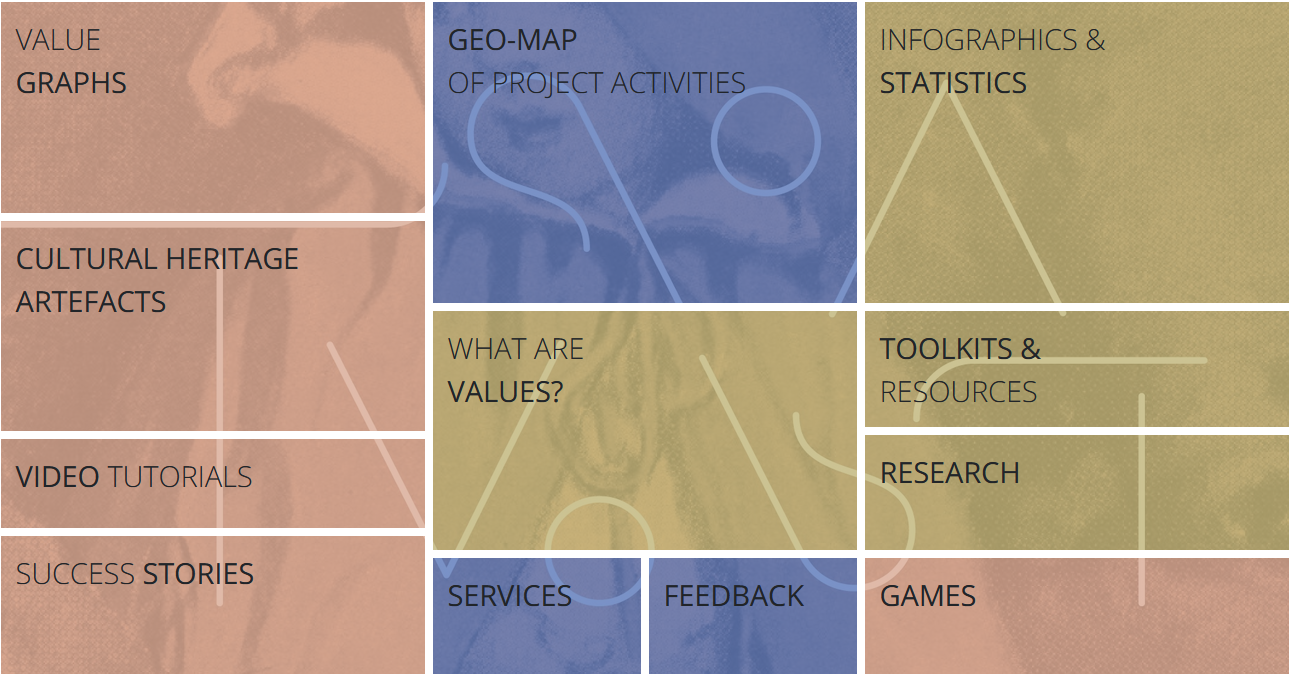 VALUE
GRAPHS
CULTURAL HERITAGE
ARTEFACTS
VIDEO TUTORIALS
SUCCESS STORIES
GEO-MAP
OF PROJECT ACTIVITIES
WHAT ARE
VALUES?
SERVICES
FEEDBACK
INFOGRAPHICS &
STATISTICS
TOOLKITS &
RESOURCES
RESEARCH
GAMES